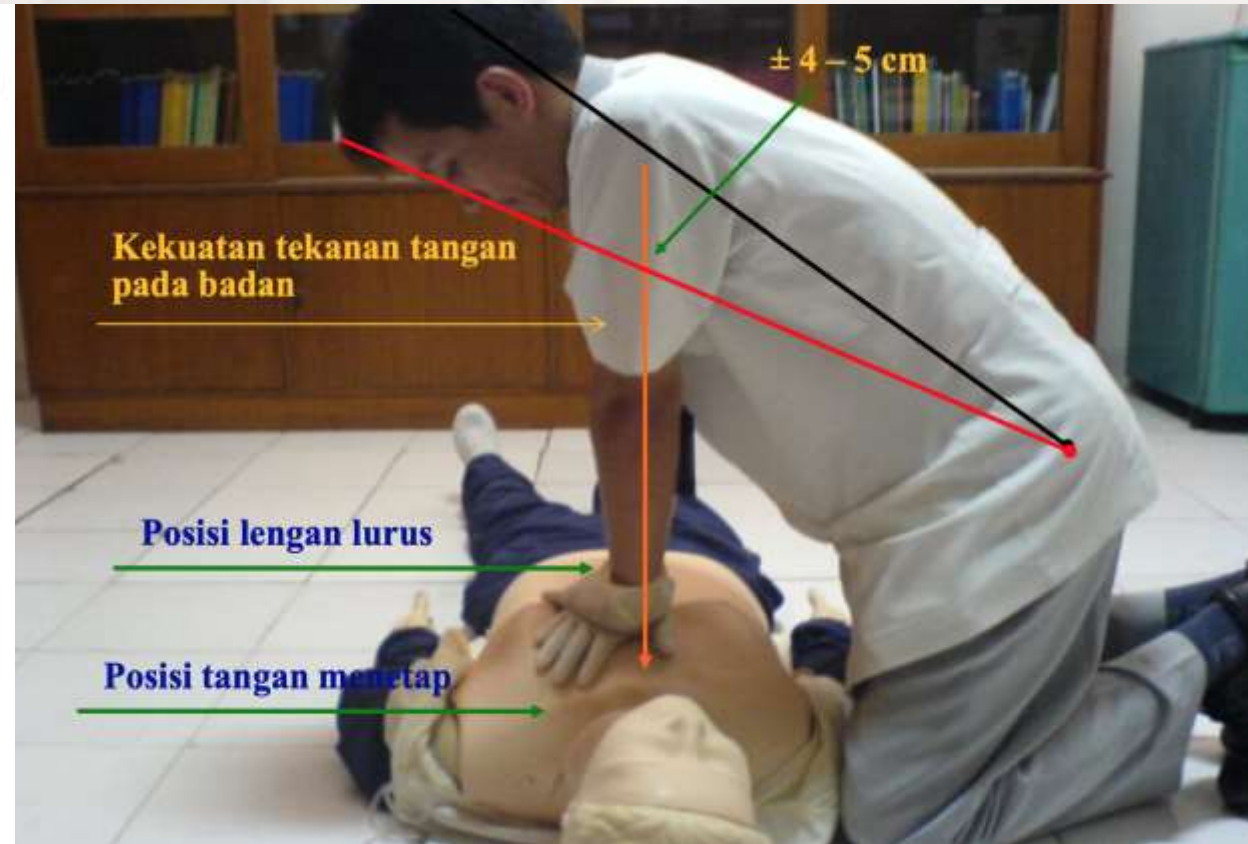 ± 4 – 5 cm
Kekuatan tekanan tangan
pada badan
Posisi lengan lurus
Posisi tangan menetap